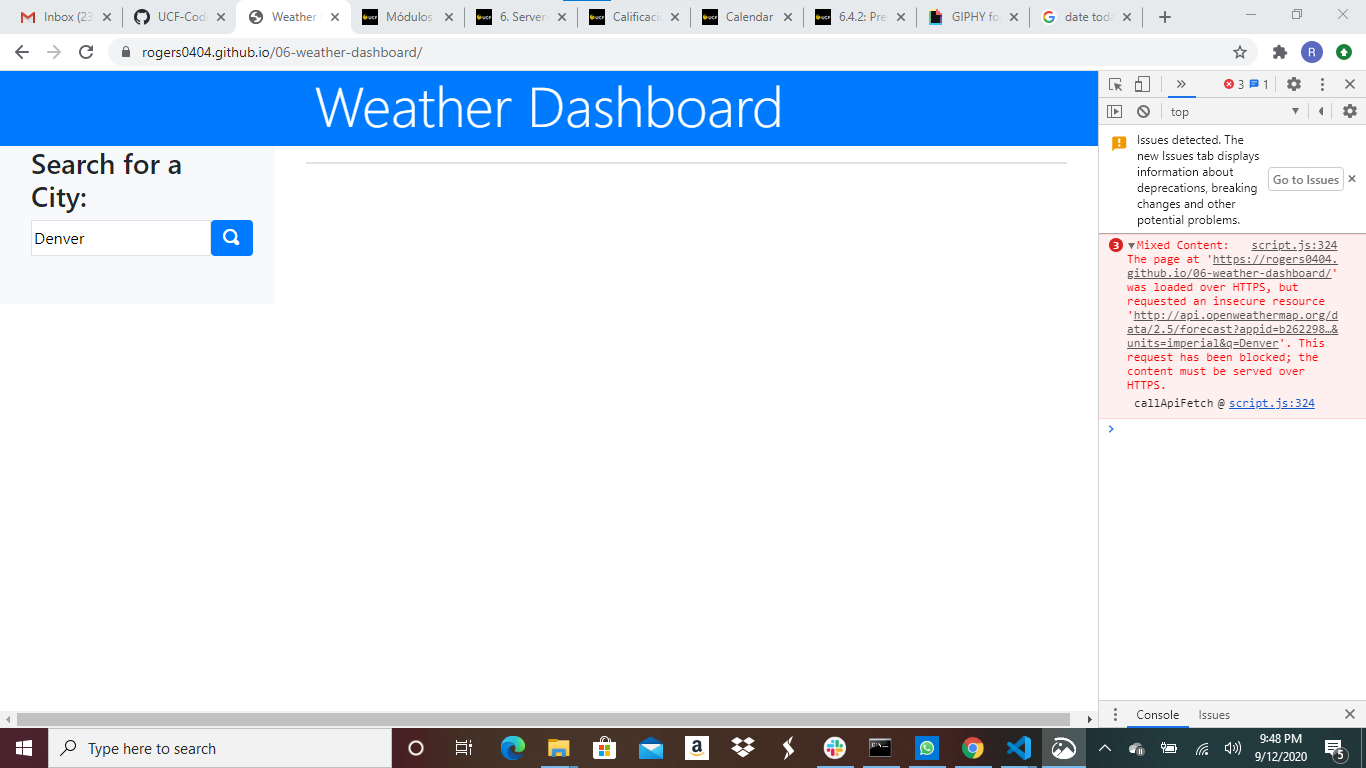 Inbox (23
UCF-Cod
Weather
Módulos
6. Server-
Calificaci
Calendar
6.4.2: Pre
GIPHY fo
date toda
rogers0404.github.io/06-weather-dashboard/
R
Weather Dashboard
3
1
top
Search for a
City:
Denver
Issues detected. The
new Issues tab displays
information about
deprecations, breaking
changes and other
potential problems.
Go to Issues
3
Mixed Content: script.js:324
The page at 'https://rogers0404.
github.io/06-weather-dashboard/'
was loaded over HTTPS, but
requested an insecure resource
'http://api.openweathermap.org/d
ata/2.5/forecast?appid=b262298…&
units=imperial&q=Denver'. This
request has been blocked; the
content must be served over
HTTPS.
callApiFetch @ script.js:324
Console
Issues
Type here to search
9:48 PM
9/12/2020
5